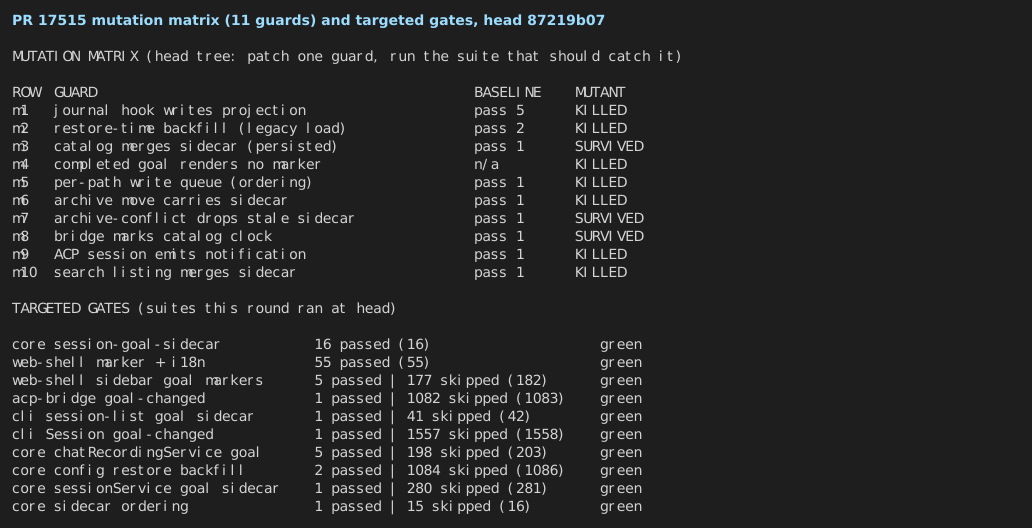 PR 17515 mutation matrix (11 guards) and targeted gates, head 87219b07
MUTATION MATRIX (head tree: patch one guard, run the suite that should catch it)
ROW GUARD BASELINE MUTANT
m1 journal hook writes projection pass 5 KILLED
m2 restore-time backfill (legacy load) pass 2 KILLED
m3 catalog merges sidecar (persisted) pass 1 SURVIVED
m4 completed goal renders no marker n/a KILLED
m5 per-path write queue (ordering) pass 1 KILLED
m6 archive move carries sidecar pass 1 KILLED
m7 archive-conflict drops stale sidecar pass 1 SURVIVED
m8 bridge marks catalog clock pass 1 SURVIVED
m9 ACP session emits notification pass 1 KILLED
m10 search listing merges sidecar pass 1 KILLED
TARGETED GATES (suites this round ran at head)
core session-goal-sidecar 16 passed (16) green
web-shell marker + i18n 55 passed (55) green
web-shell sidebar goal markers 5 passed | 177 skipped (182) green
acp-bridge goal-changed 1 passed | 1082 skipped (1083) green
cli session-list goal sidecar 1 passed | 41 skipped (42) green
cli Session goal-changed 1 passed | 1557 skipped (1558) green
core chatRecordingService goal 5 passed | 198 skipped (203) green
core config restore backfill 2 passed | 1084 skipped (1086) green
core sessionService goal sidecar 1 passed | 280 skipped (281) green
core sidecar ordering 1 passed | 15 skipped (16) green